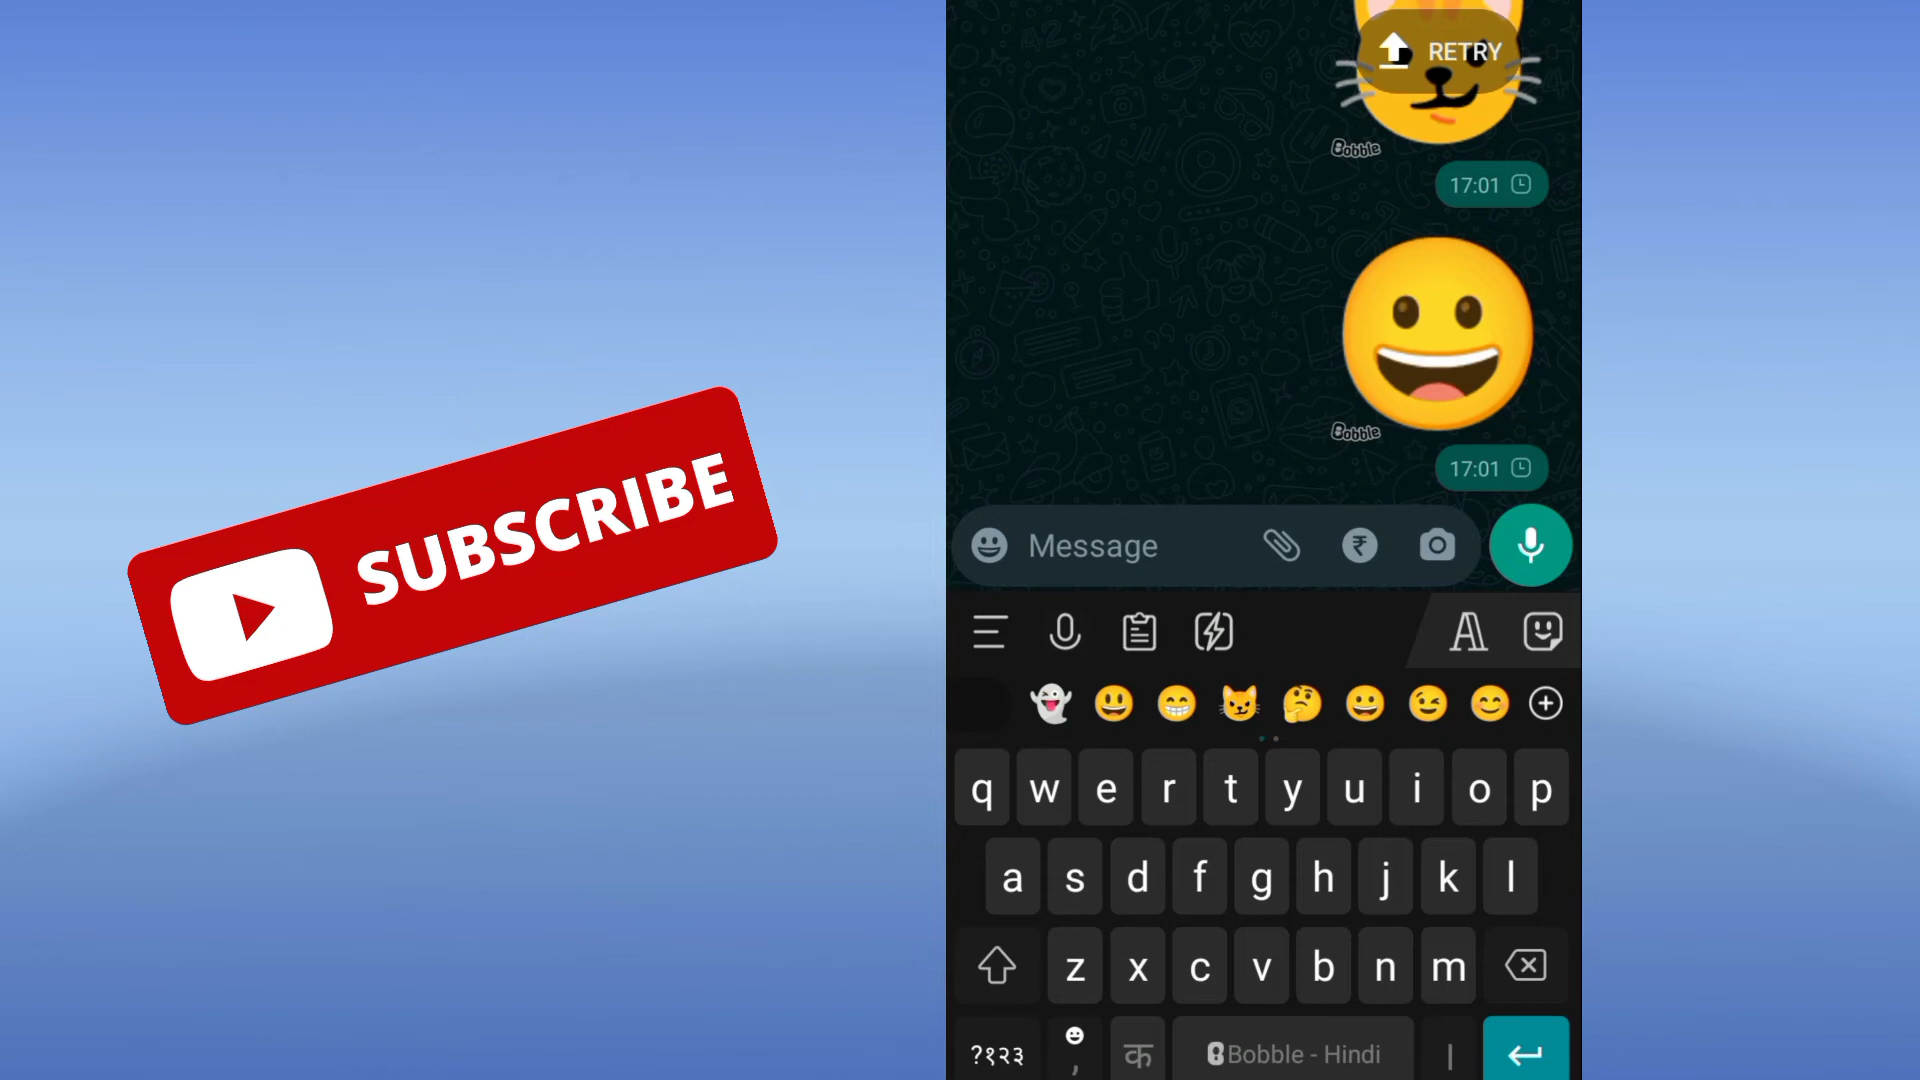 SUBSCRIBE
RETRY
Bobble
17:01
Bobble
17:01
Message
q w e r t y u i o p
a s d f g h j k l
z x c v b n m
?१२३ , क Bobble - Hindi |